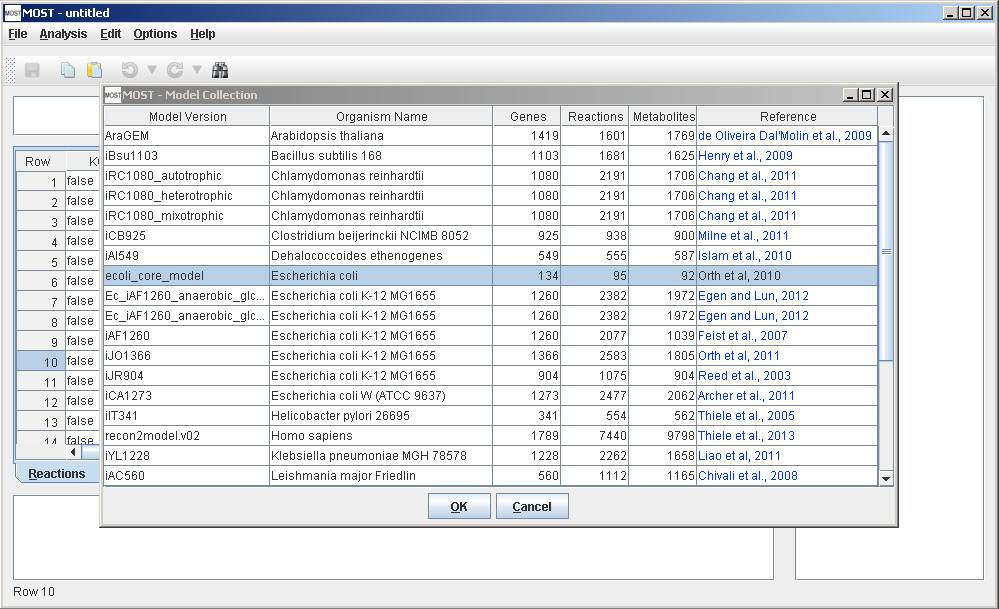 MOST MOST - untitled
File Analysis Edit Options Help
MOST MOST - Model Collection
Model Version Organism Name Genes Reactions Metabolites Reference
AraGEM Arabidopsis thaliana 1419 1601 1769 de Oliveira Dal'Molin et al., 2009
iBsu1103 Bacillus subtilis 168 1103 1681 1625 Henry et al., 2009
iRC1080_autotrophic Chlamydomonas reinhardtii 1080 2191 1706 Chang et al., 2011
iRC1080_heterotrophic Chlamydomonas reinhardtii 1080 2191 1706 Chang et al., 2011
iRC1080_mixotrophic Chlamydomonas reinhardtii 1080 2191 1706 Chang et al., 2011
iCB925 Clostridium beijerinckii NCIMB 8052 925 938 900 Milne et al., 2011
iAI549 Dehalococcoides ethenogenes 549 555 587 Islam et al., 2010
ecoli_core_model Escherichia coli 134 95 92 Orth et al, 2010
Ec_iAF1260_anaerobic_glc... Escherichia coli K-12 MG1655 1260 2382 1972 Egen and Lun, 2012
Ec_iAF1260_anaerobic_glc... Escherichia coli K-12 MG1655 1260 2382 1972 Egen and Lun, 2012
iAF1260 Escherichia coli K-12 MG1655 1260 2077 1039 Feist et al., 2007
iJO1366 Escherichia coli K-12 MG1655 1366 2583 1805 Orth et al, 2011
iJR904 Escherichia coli K-12 MG1655 904 1075 904 Reed et al., 2003
iCA1273 Escherichia coli W (ATCC 9637) 1273 2477 2062 Archer et al., 2011
iIT341 Helicobacter pylori 26695 341 554 562 Thiele et al., 2005
recon2model.v02 Homo sapiens 1789 7440 9798 Thiele et al., 2013
iYL1228 Klebsiella pneumoniae MGH 78578 1228 2262 1658 Liao et al, 2011
iAC560 Leishmania major Friedlin 560 1112 1165 Chivali et al., 2008
OK Cancel
Row
1 false
2 false
3 false
4 false
5 false
6 false
7 false
8 false
9 false
10 false
11 false
12 false
13 false
14 false
Reactions
Row 10